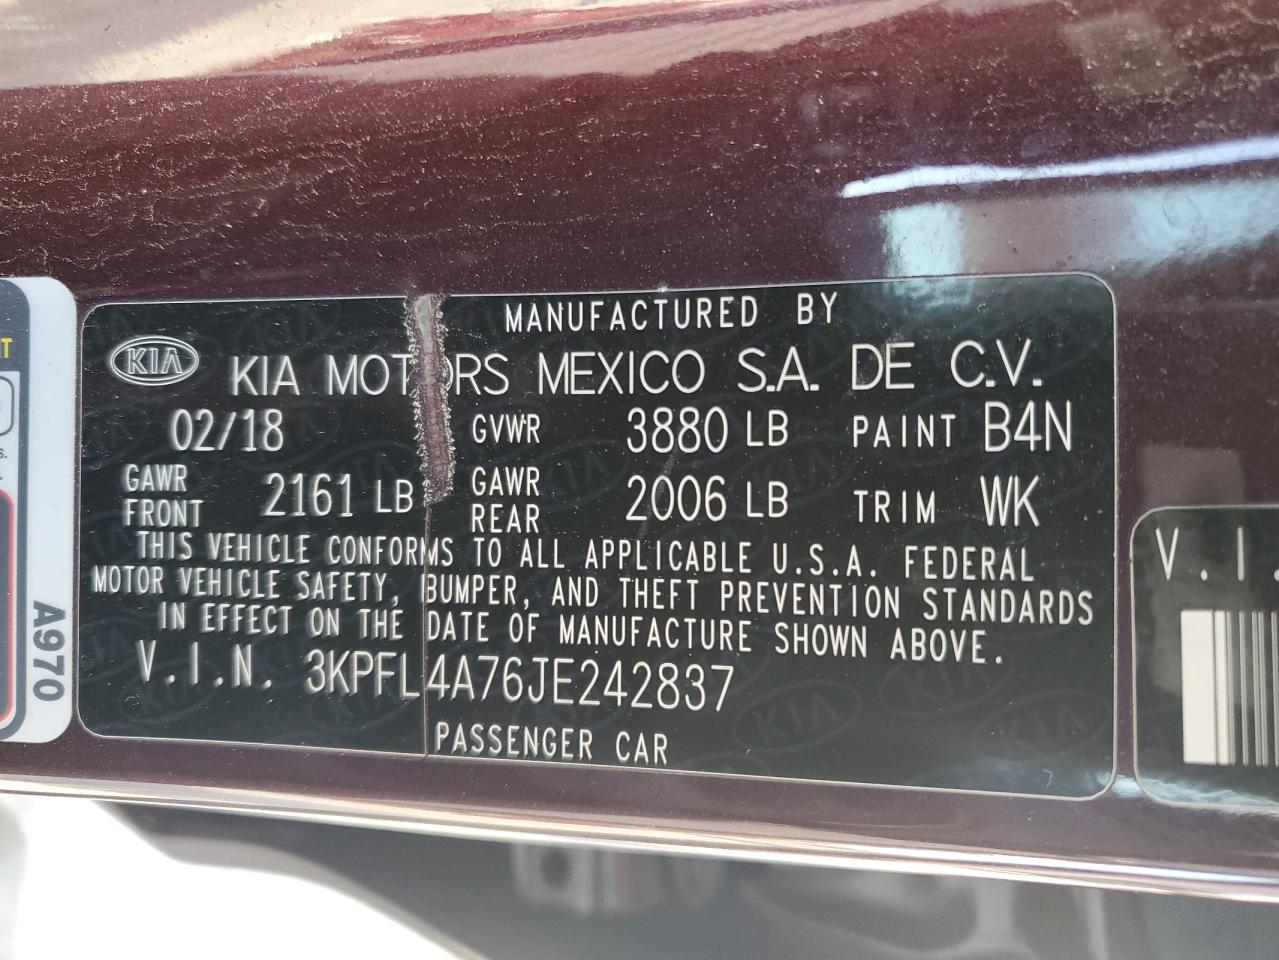 MANUFACTURED BY
KIA KIA MOTORS MEXICO S.A. DE C.V.
02/18 GVWR 3880 LB PAINT B4N
GAWR FRONT 2161 LB GAWR REAR 2006 LB TRIM WK
THIS VEHICLE CONFORMS TO ALL APPLICABLE U.S.A. FEDERAL
MOTOR VEHICLE SAFETY, BUMPER, AND THEFT PREVENTION STANDARDS
IN EFFECT ON THE DATE OF MANUFACTURE SHOWN ABOVE.
V.I.N. 3KPFL4A76JE242837
PASSENGER CAR
A970
V.I.